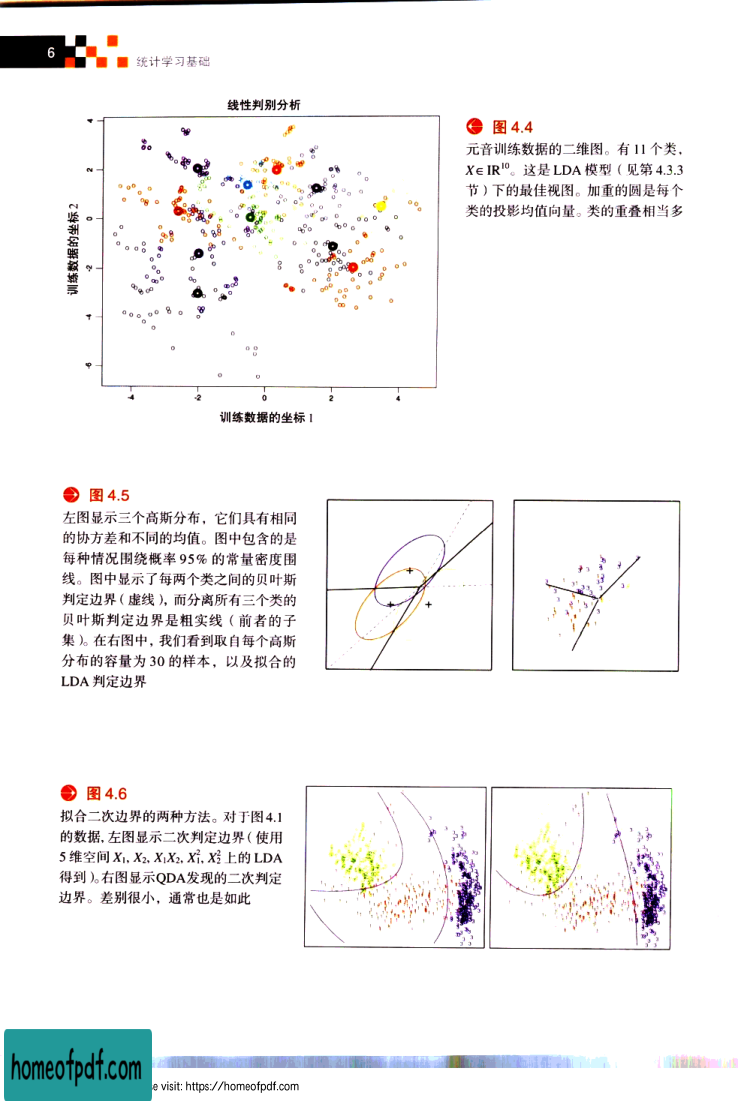 6
统计学习基础
线性判别分析
训练数据的坐标 2
4
2
0
-2
-4
-6
-4
-2
0
2
4
训练数据的坐标 1
图 4.4
元音训练数据的二维图。有 11 个类,
X∈IR¹⁰。这是 LDA 模型（见第 4.3.3
节）下的最佳视图。加重的圆是每个
类的投影均值向量。类的重叠相当多
图 4.5
左图显示三个高斯分布，它们具有相同
的协方差和不同的均值。图中包含的是
每种情况围绕概率 95% 的常量密度围
线。图中显示了每两个类之间的贝叶斯
判定边界（虚线），而分离所有三个类的
贝叶斯判定边界是粗实线（前者的子
集）。在右图中，我们看到取自每个高斯
分布的容量为 30 的样本，以及拟合的
LDA 判定边界
图 4.6
拟合二次边界的两种方法。对于图 4.1
的数据, 左图显示二次判定边界（使用
5 维空间 X₁, X₂, X₁X₂, X₁², X₂² 上的 LDA
得到）。右图显示QDA发现的二次判定
边界。差别很小，通常也是如此
homeofpdf.com
e visit: https://homeofpdf.com